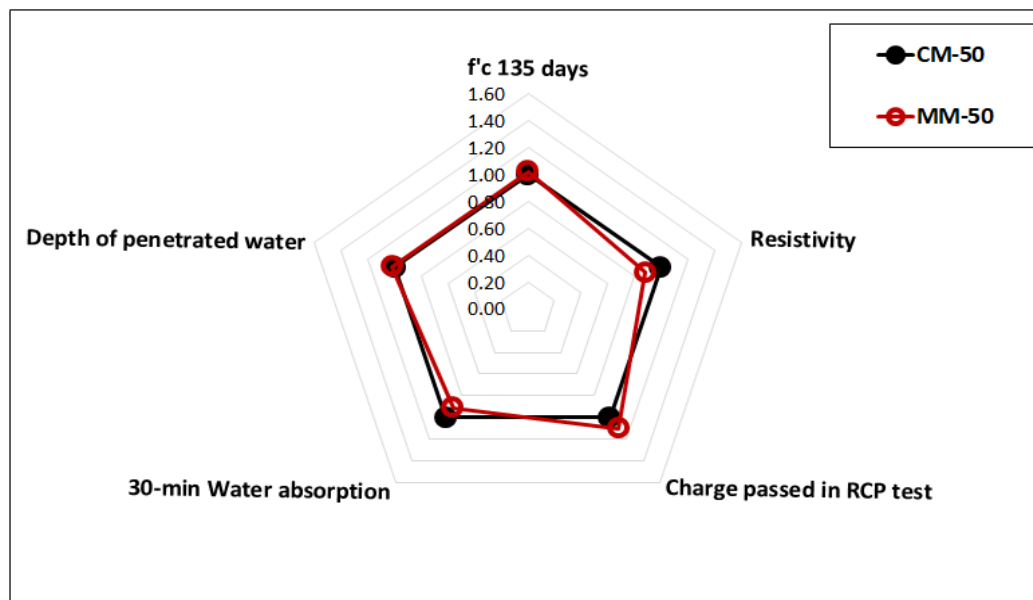 CM-50
MM-50
f'c 135 days
1.60
1.40
1.20
1.00
0.80
0.60
0.40
0.20
0.00
Resistivity
Charge passed in RCP test
30-min Water absorption
Depth of penetrated water